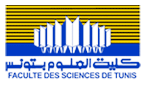 كلية العلوم بتونس
FACULTE DES SCIENCES DE TUNIS